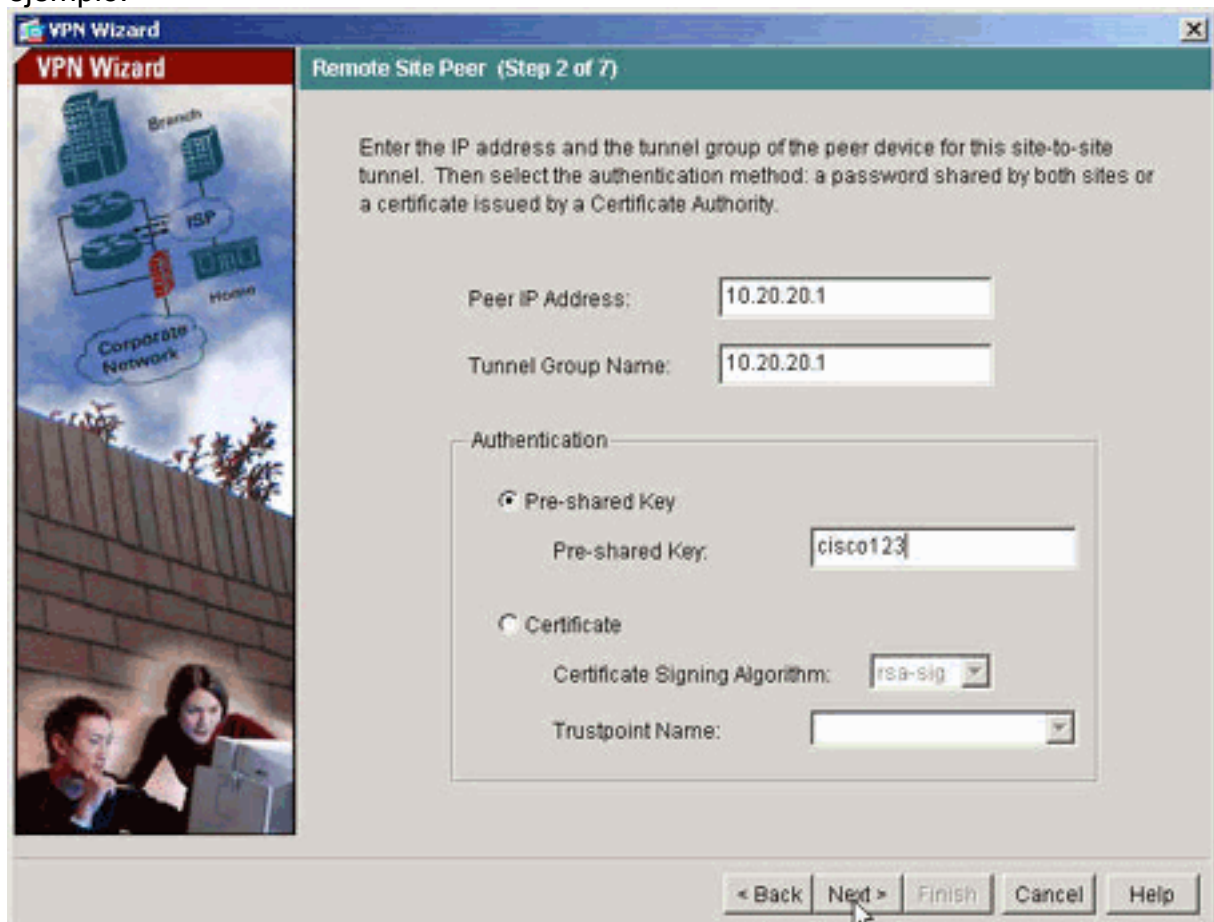 ejemplo:
VPN Wizard
VPN Wizard
Remote Site Peer (Step 2 of 7)
Branch
ISP
Home
Corporate
Network
Enter the IP address and the tunnel group of the peer device for this site-to-site
tunnel. Then select the authentication method: a password shared by both sites or
a certificate issued by a Certificate Authority.
Peer IP Address: 10.20.20.1
Tunnel Group Name: 10.20.20.1
Authentication
Pre-shared Key
Pre-shared Key: cisco123
Certificate
Certificate Signing Algorithm: rsa-sig
Trustpoint Name:
< Back Next > Finish Cancel Help